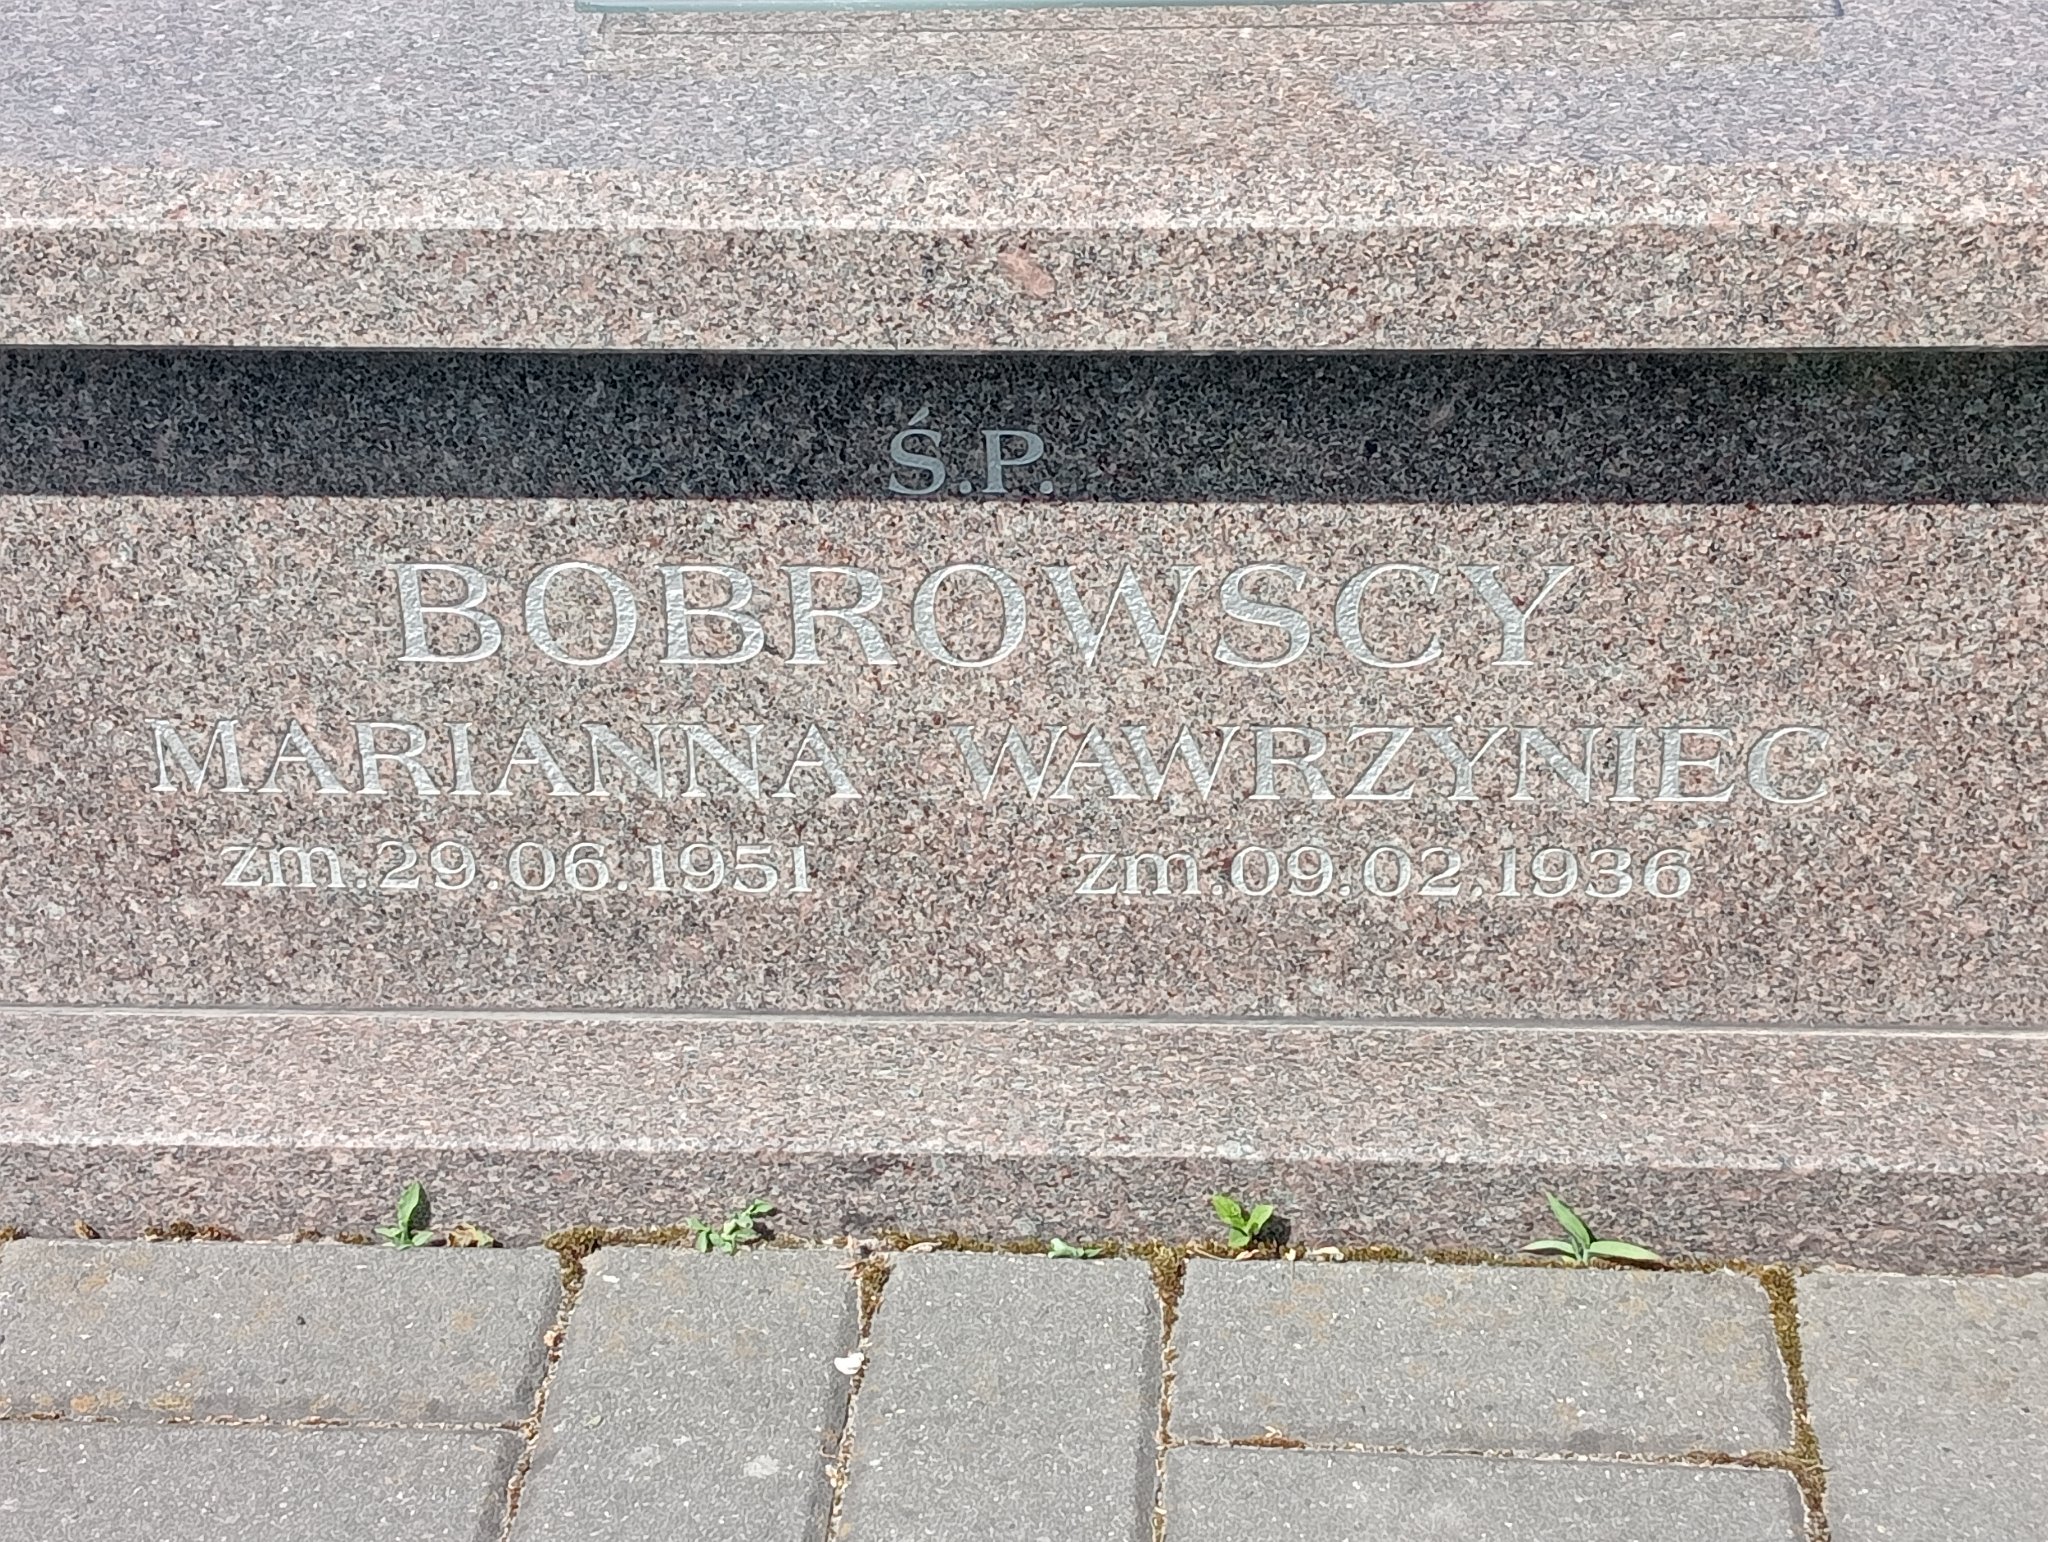 Ś.P.
BOBROWSCY
MARIANNA WAWRZYNIEC
zm.29.06.1951 zm.09.02.1936